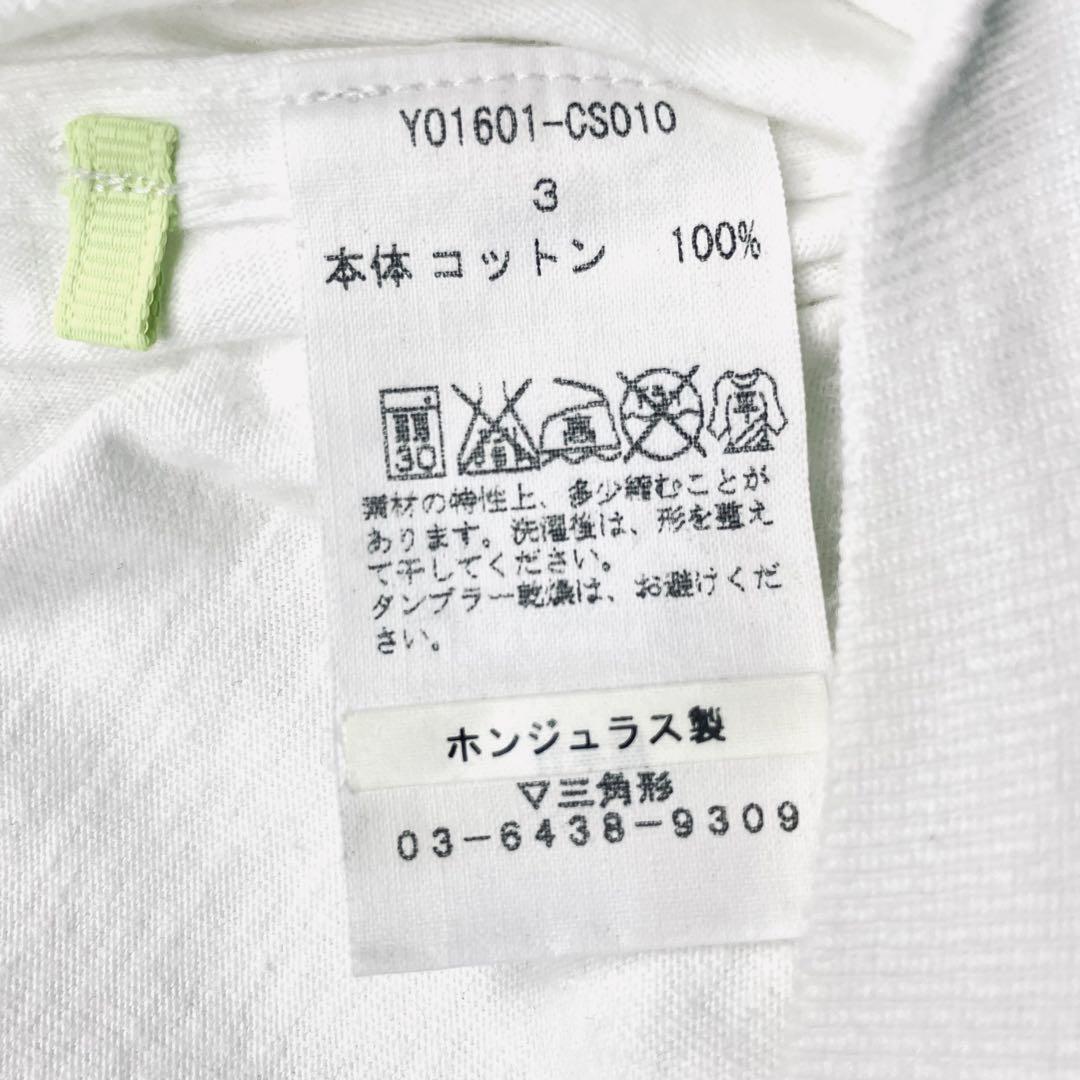 Y01601-CS010
3
本体 コットン 100%
30
素材の特性上、多少縮むことが
あります。洗濯後は、形を整え
て干してください。
タンブラー乾燥は、お避けくだ
さい。
ホンジュラス製
▽三角形
03-6438-9309